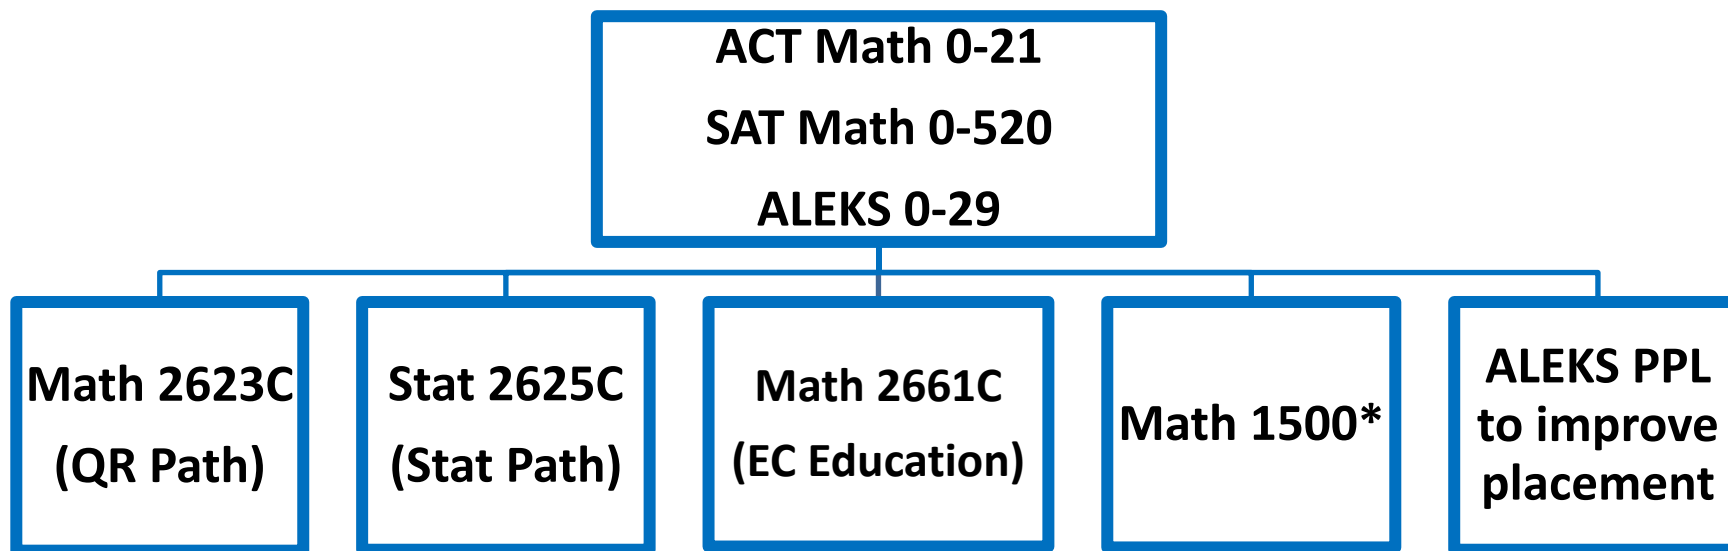 ACT Math 0-21
SAT Math 0-520
ALEKS 0-29
Math 2623C
(QR Path)
Stat 2625C
(Stat Path)
Math 2661C
(EC Education)
Math 1500*
ALEKS PPL
to improve
placement